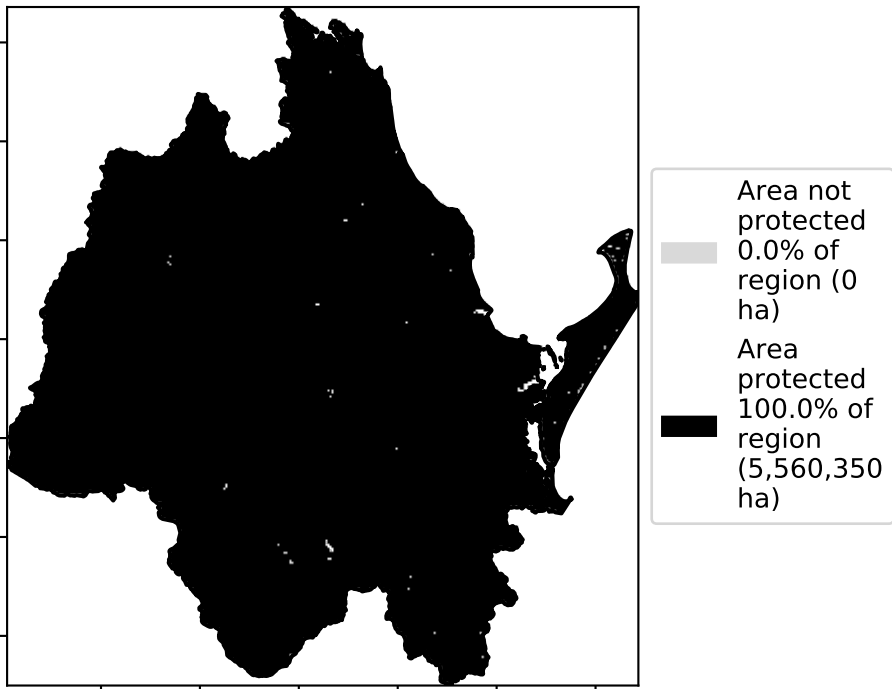 Area not
protected
0.0% of
region (0
ha)
Area
protected
100.0% of
region
(5,560,350
ha)